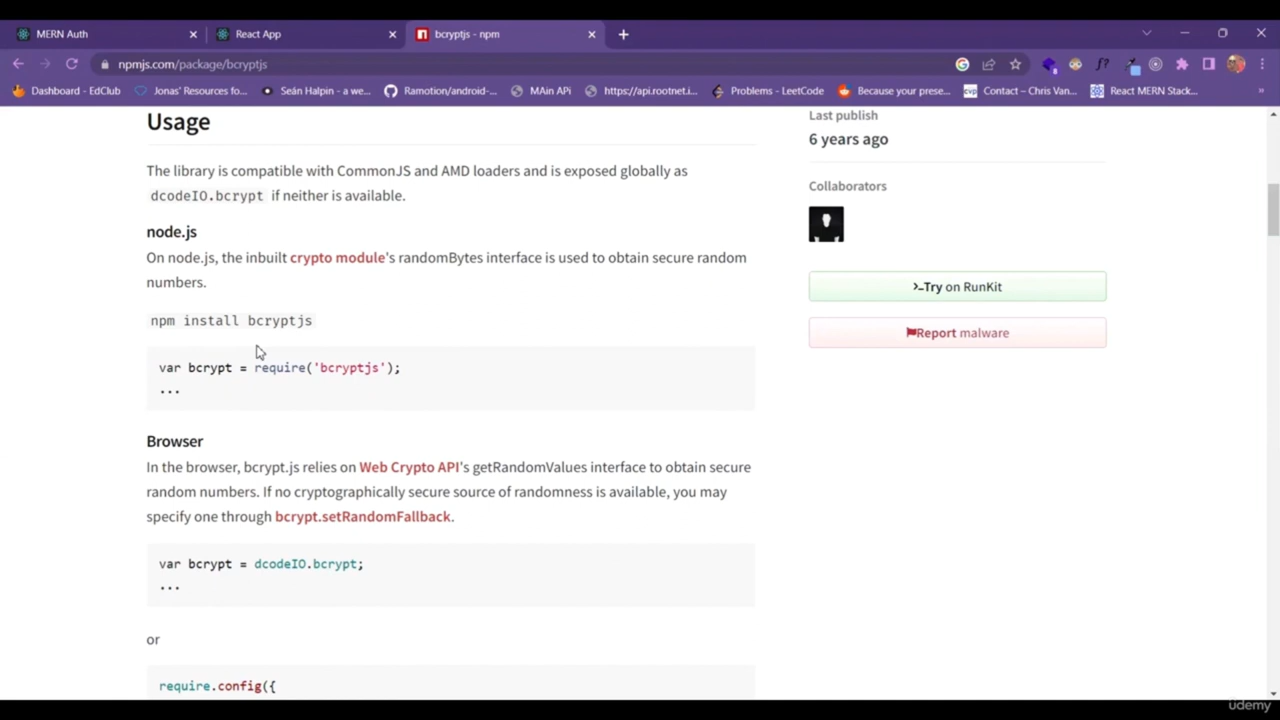 MERN Auth
React App
bcryptjs - npm
npmjs.com/package/bcryptjs
Dashboard - EdClub
Jonas' Resources fo...
Seán Halpin - a we...
Ramotion/android-...
MAin APi
https://api.rootnet.i...
Problems - LeetCode
Because your prese...
Contact – Chris Van...
React MERN Stack...
Usage
The library is compatible with CommonJS and AMD loaders and is exposed globally as
dcodeIO.bcrypt if neither is available.
node.js
On node.js, the inbuilt crypto module's randomBytes interface is used to obtain secure random
numbers.
npm install bcryptjs
var bcrypt = require('bcryptjs');
...
Browser
In the browser, bcrypt.js relies on Web Crypto API's getRandomValues interface to obtain secure
random numbers. If no cryptographically secure source of randomness is available, you may
specify one through bcrypt.setRandomFallback.
var bcrypt = dcodeIO.bcrypt;
...
or
require.config({
Last publish
6 years ago
Collaborators
Try on RunKit
Report malware
ûdemy